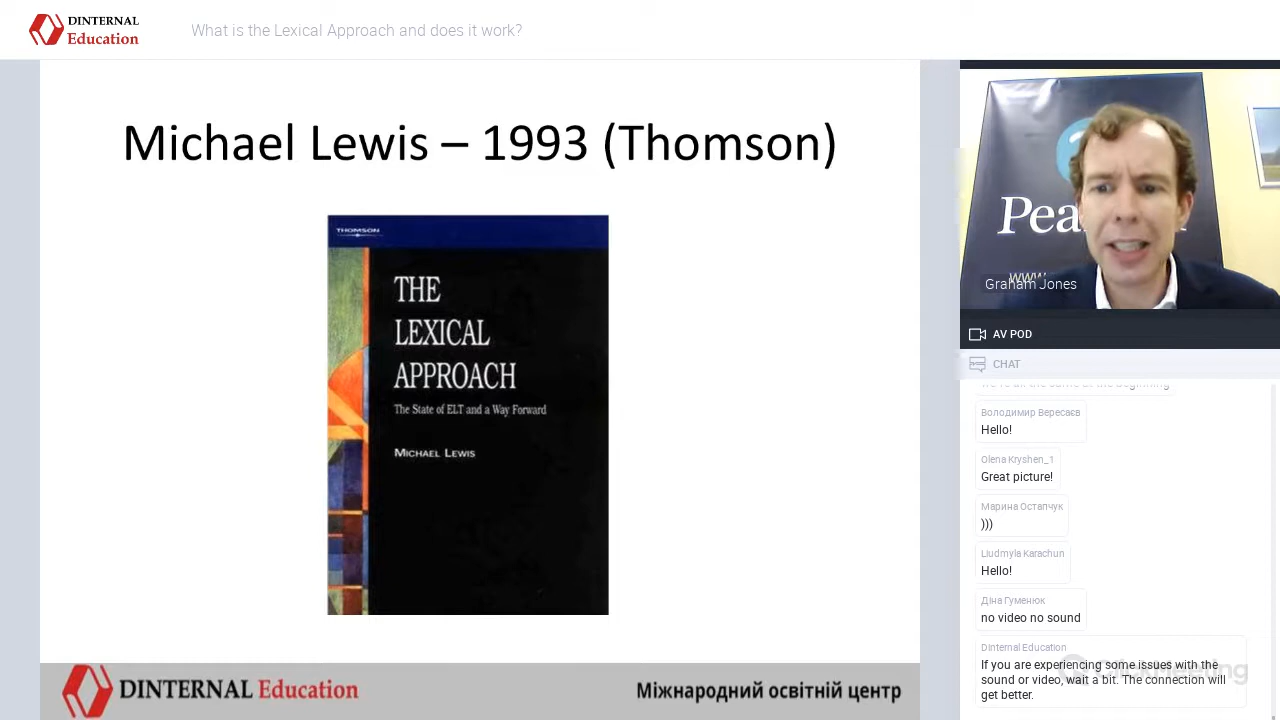 DINTERNAL
Education
What is the Lexical Approach and does it work?
Michael Lewis – 1993 (Thomson)
THOMSON
THE
LEXICAL
APPROACH
The State of ELT and a Way Forward
MICHAEL LEWIS
DINTERNAL Education
Міжнародний освітній центр
www.
Graham Jones
AV POD
CHAT
Володимир Вересаєв
Hello!
Olena Kryshen_1
Great picture!
Марина Остапчук
)))
Liudmyla Karachun
Hello!
Діна Гуменюк
no video no sound
Dinternal Education
If you are experiencing some issues with the
sound or video, wait a bit. The connection will
get better.